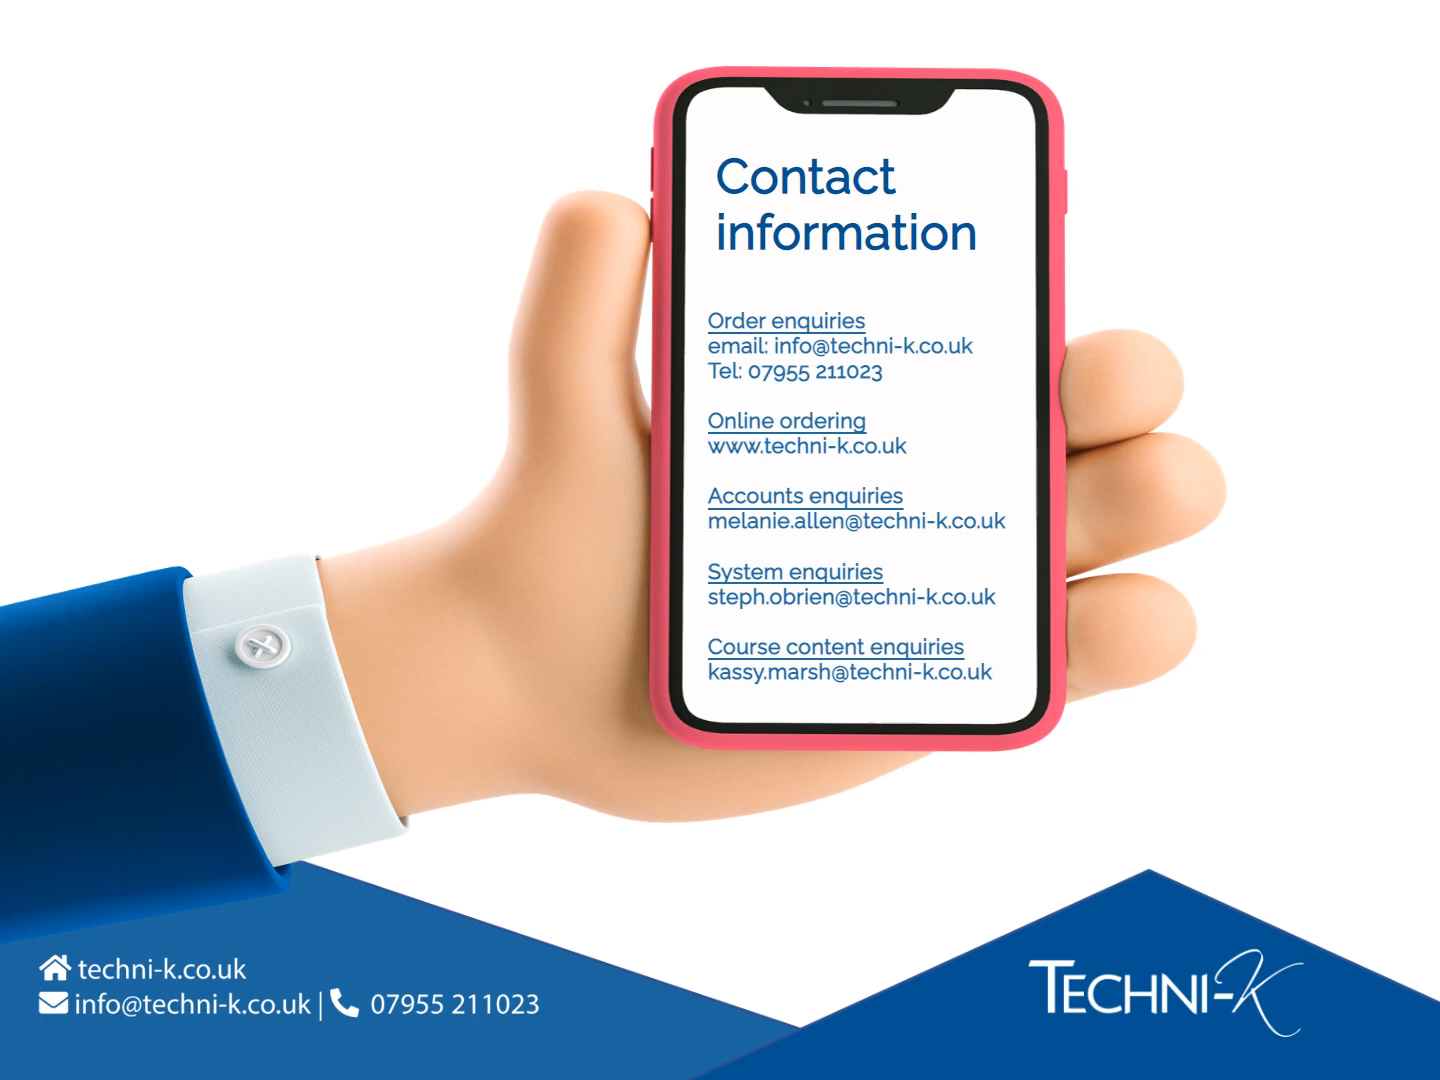 Contact
information
Order enquiries
email: info@techni-k.co.uk
Tel: 07955 211023
Online ordering
www.techni-k.co.uk
Accounts enquiries
melanie.allen@techni-k.co.uk
System enquiries
steph.obrien@techni-k.co.uk
Course content enquiries
kassy.marsh@techni-k.co.uk
techni-k.co.uk
info@techni-k.co.uk | 07955 211023
TECHNI-K